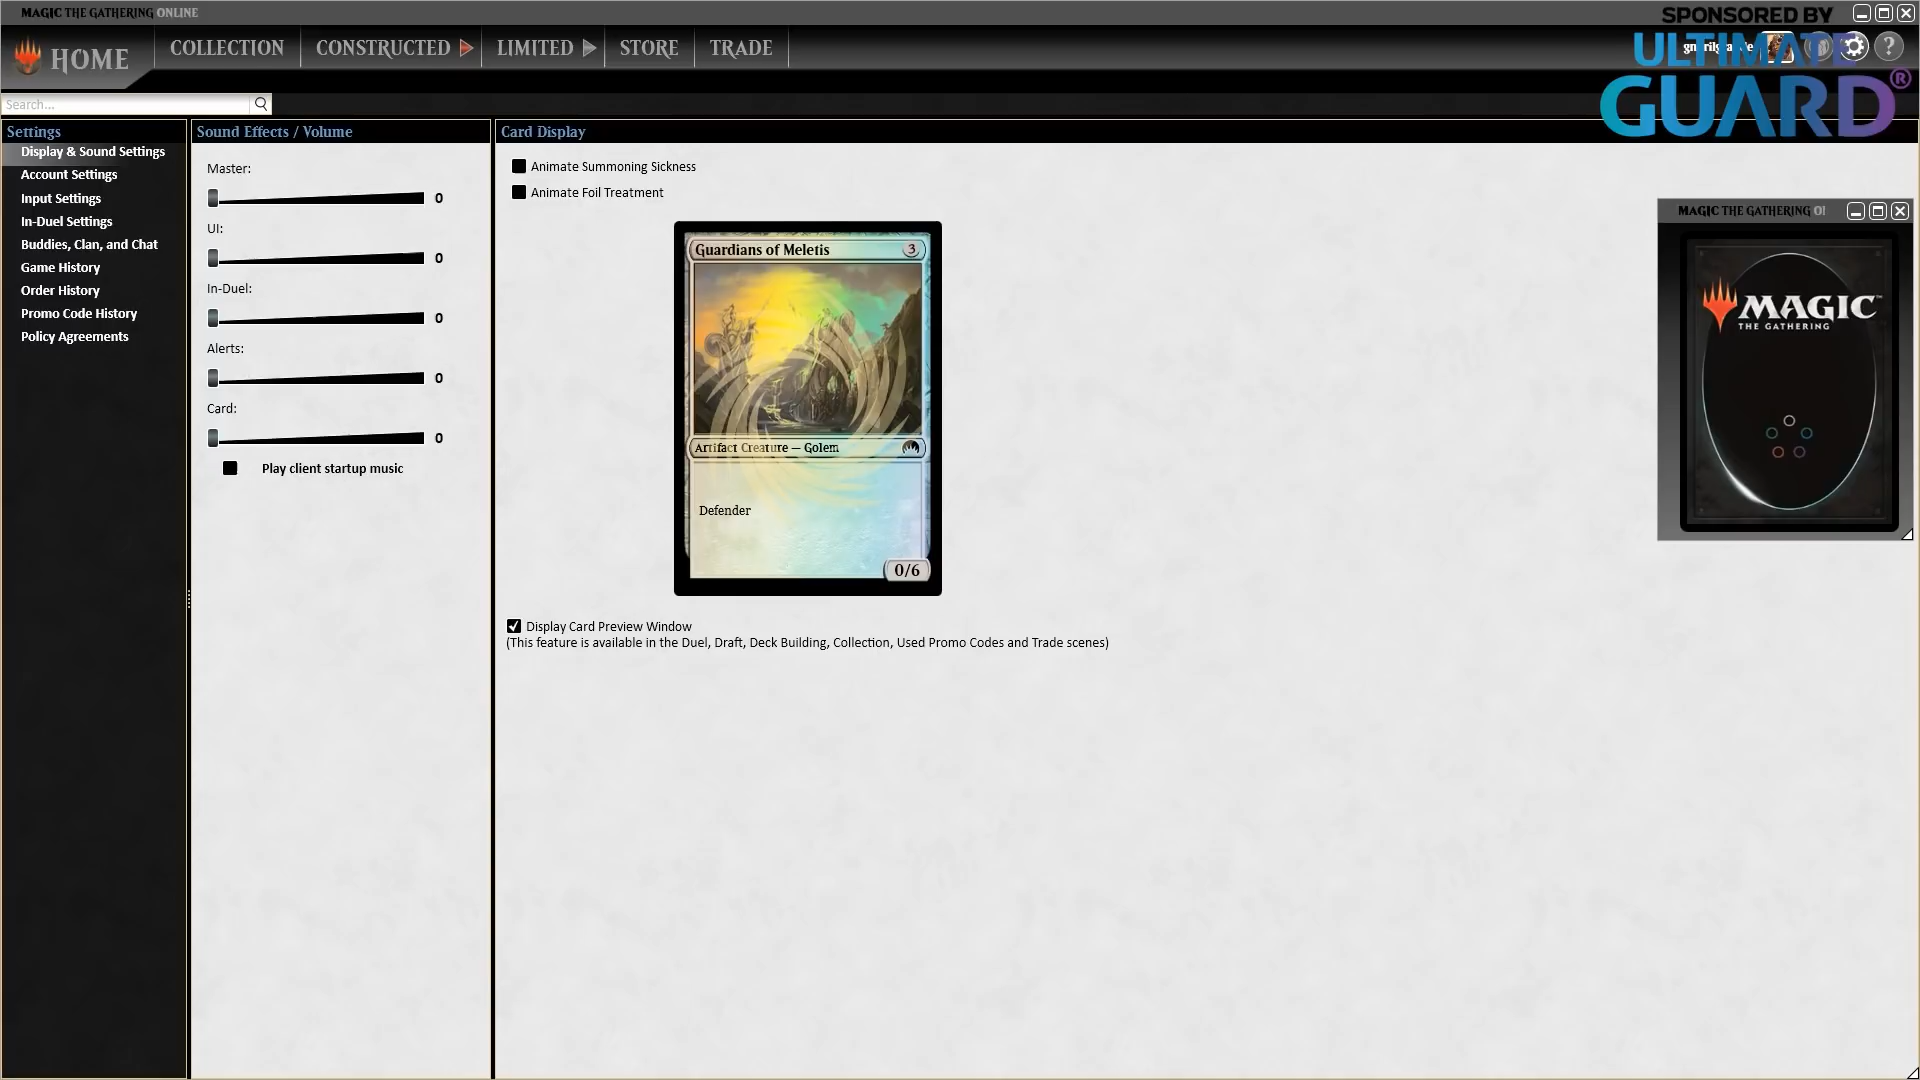 MAGIC THE GATHERING ONLINE
SPONSORED BY
ULTIMATE
GUARD®
HOME
COLLECTION
CONSTRUCTED
LIMITED
STORE
TRADE
?
Search...
Settings
Display & Sound Settings
Account Settings
Input Settings
In-Duel Settings
Buddies, Clan, and Chat
Game History
Order History
Promo Code History
Policy Agreements
Sound Effects / Volume
Master:
0
UI:
0
In-Duel:
0
Alerts:
0
Card:
0
Play client startup music
Card Display
Animate Summoning Sickness
Animate Foil Treatment
Guardians of Meletis 3
Artifact Creature — Golem
Defender
0/6
Display Card Preview Window
(This feature is available in the Duel, Draft, Deck Building, Collection, Used Promo Codes and Trade scenes)
MAGIC THE GATHERING
MAGIC™
THE GATHERING